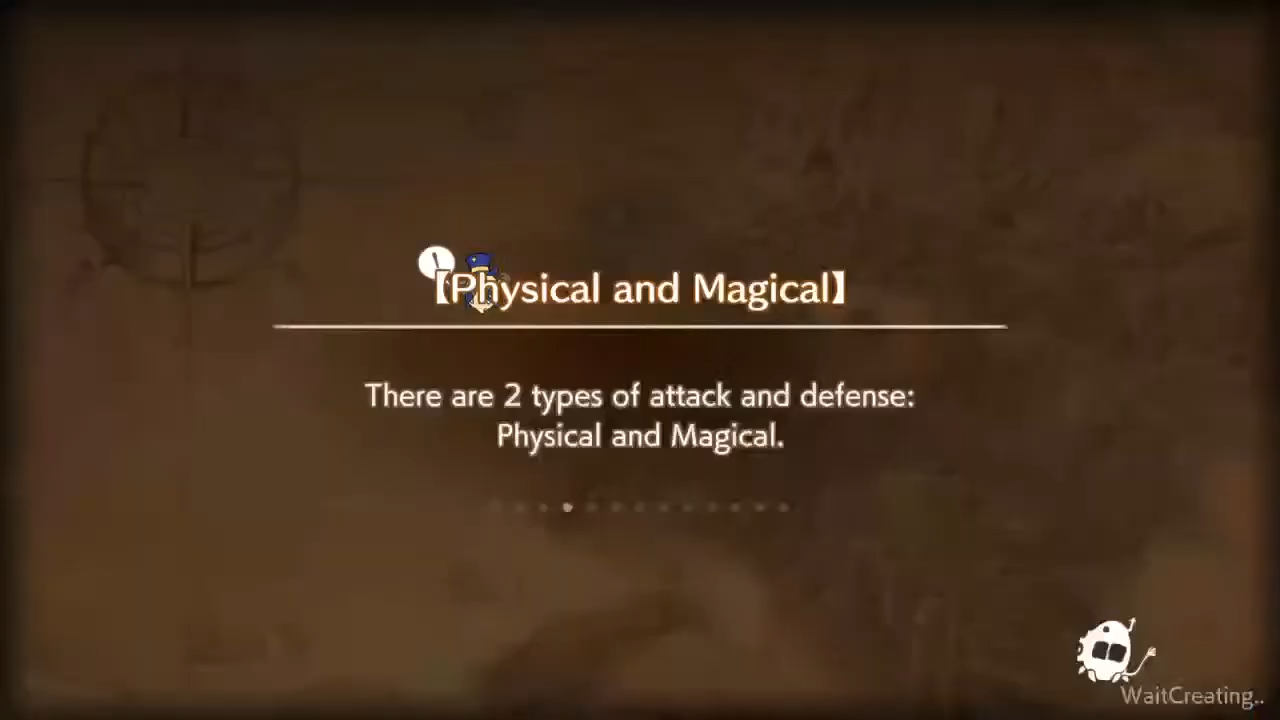 【Physical and Magical】
There are 2 types of attack and defense:
Physical and Magical.
WaitCreating..